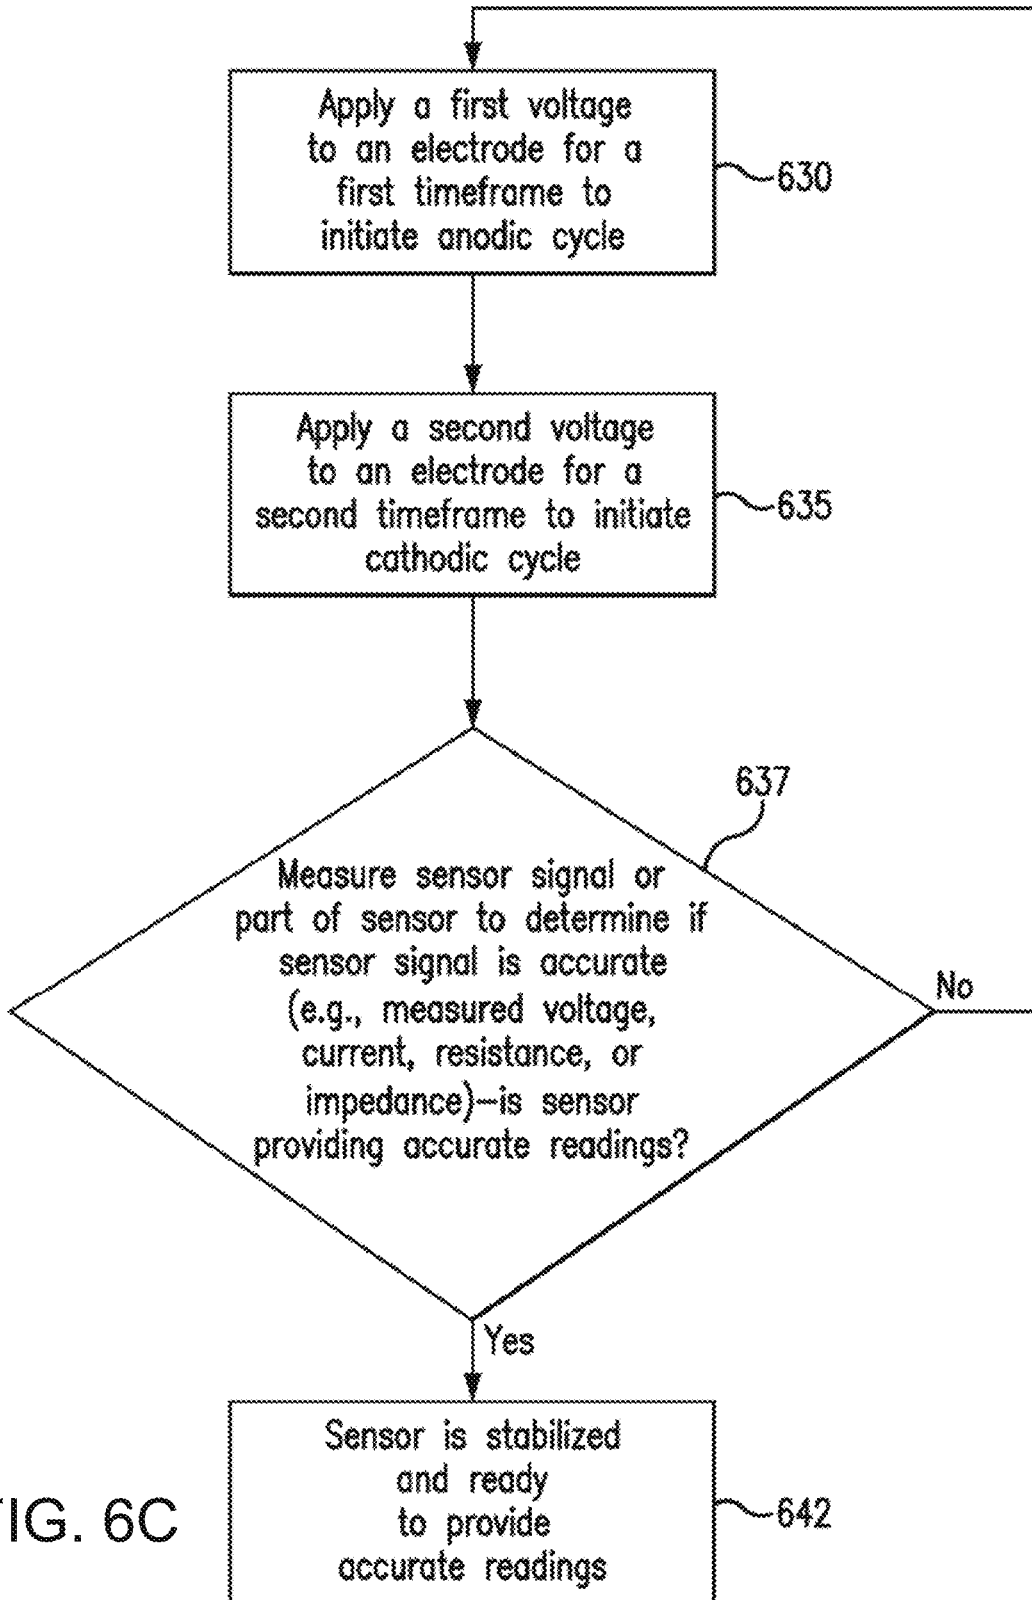 Apply a first voltage
to an electrode for a
first timeframe to
initiate anodic cycle
630
Apply a second voltage
to an electrode for a
second timeframe to initiate
cathodic cycle
635
637
Measure sensor signal or
part of sensor to determine if
sensor signal is accurate
(e.g., measured voltage,
current, resistance, or
impedance)–is sensor
providing accurate readings?
No
Yes
Sensor is stabilized
and ready
to provide
accurate readings
642
IG. 6C